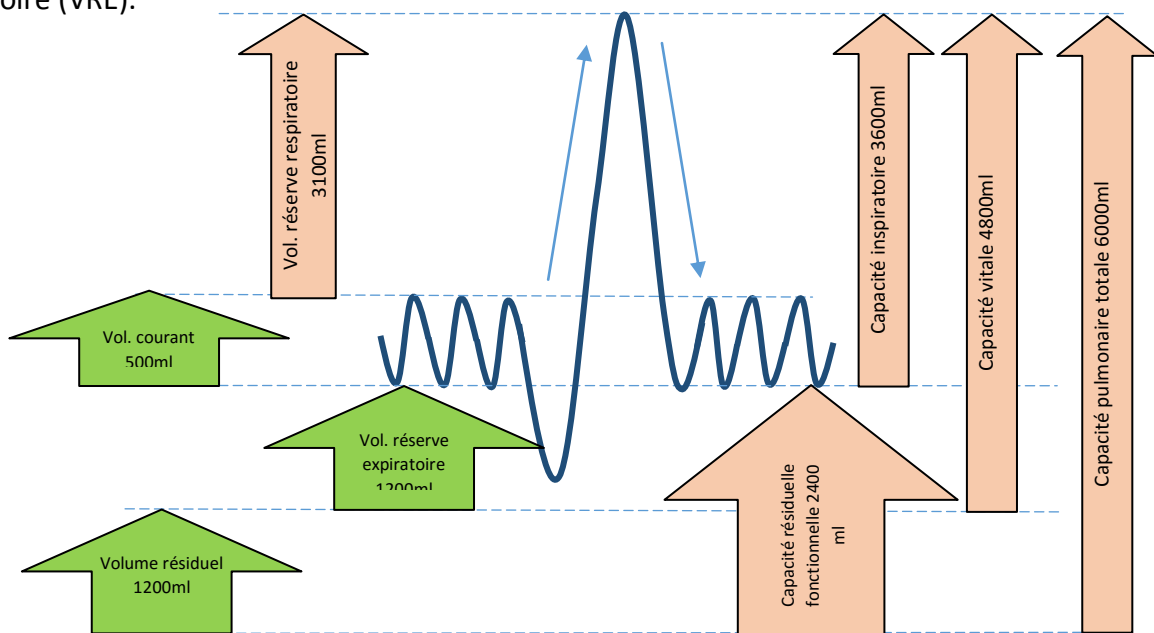 oire (VRE).
Vol. réserve respiratoire
3100ml
Vol. courant
500ml
Vol. réserve
expiratoire
1200ml
Volume résiduel
1200ml
Capacité résiduelle
fonctionnelle 2400
ml
Capacité inspiratoire 3600ml
Capacité vitale 4800ml
Capacité pulmonaire totale 6000ml